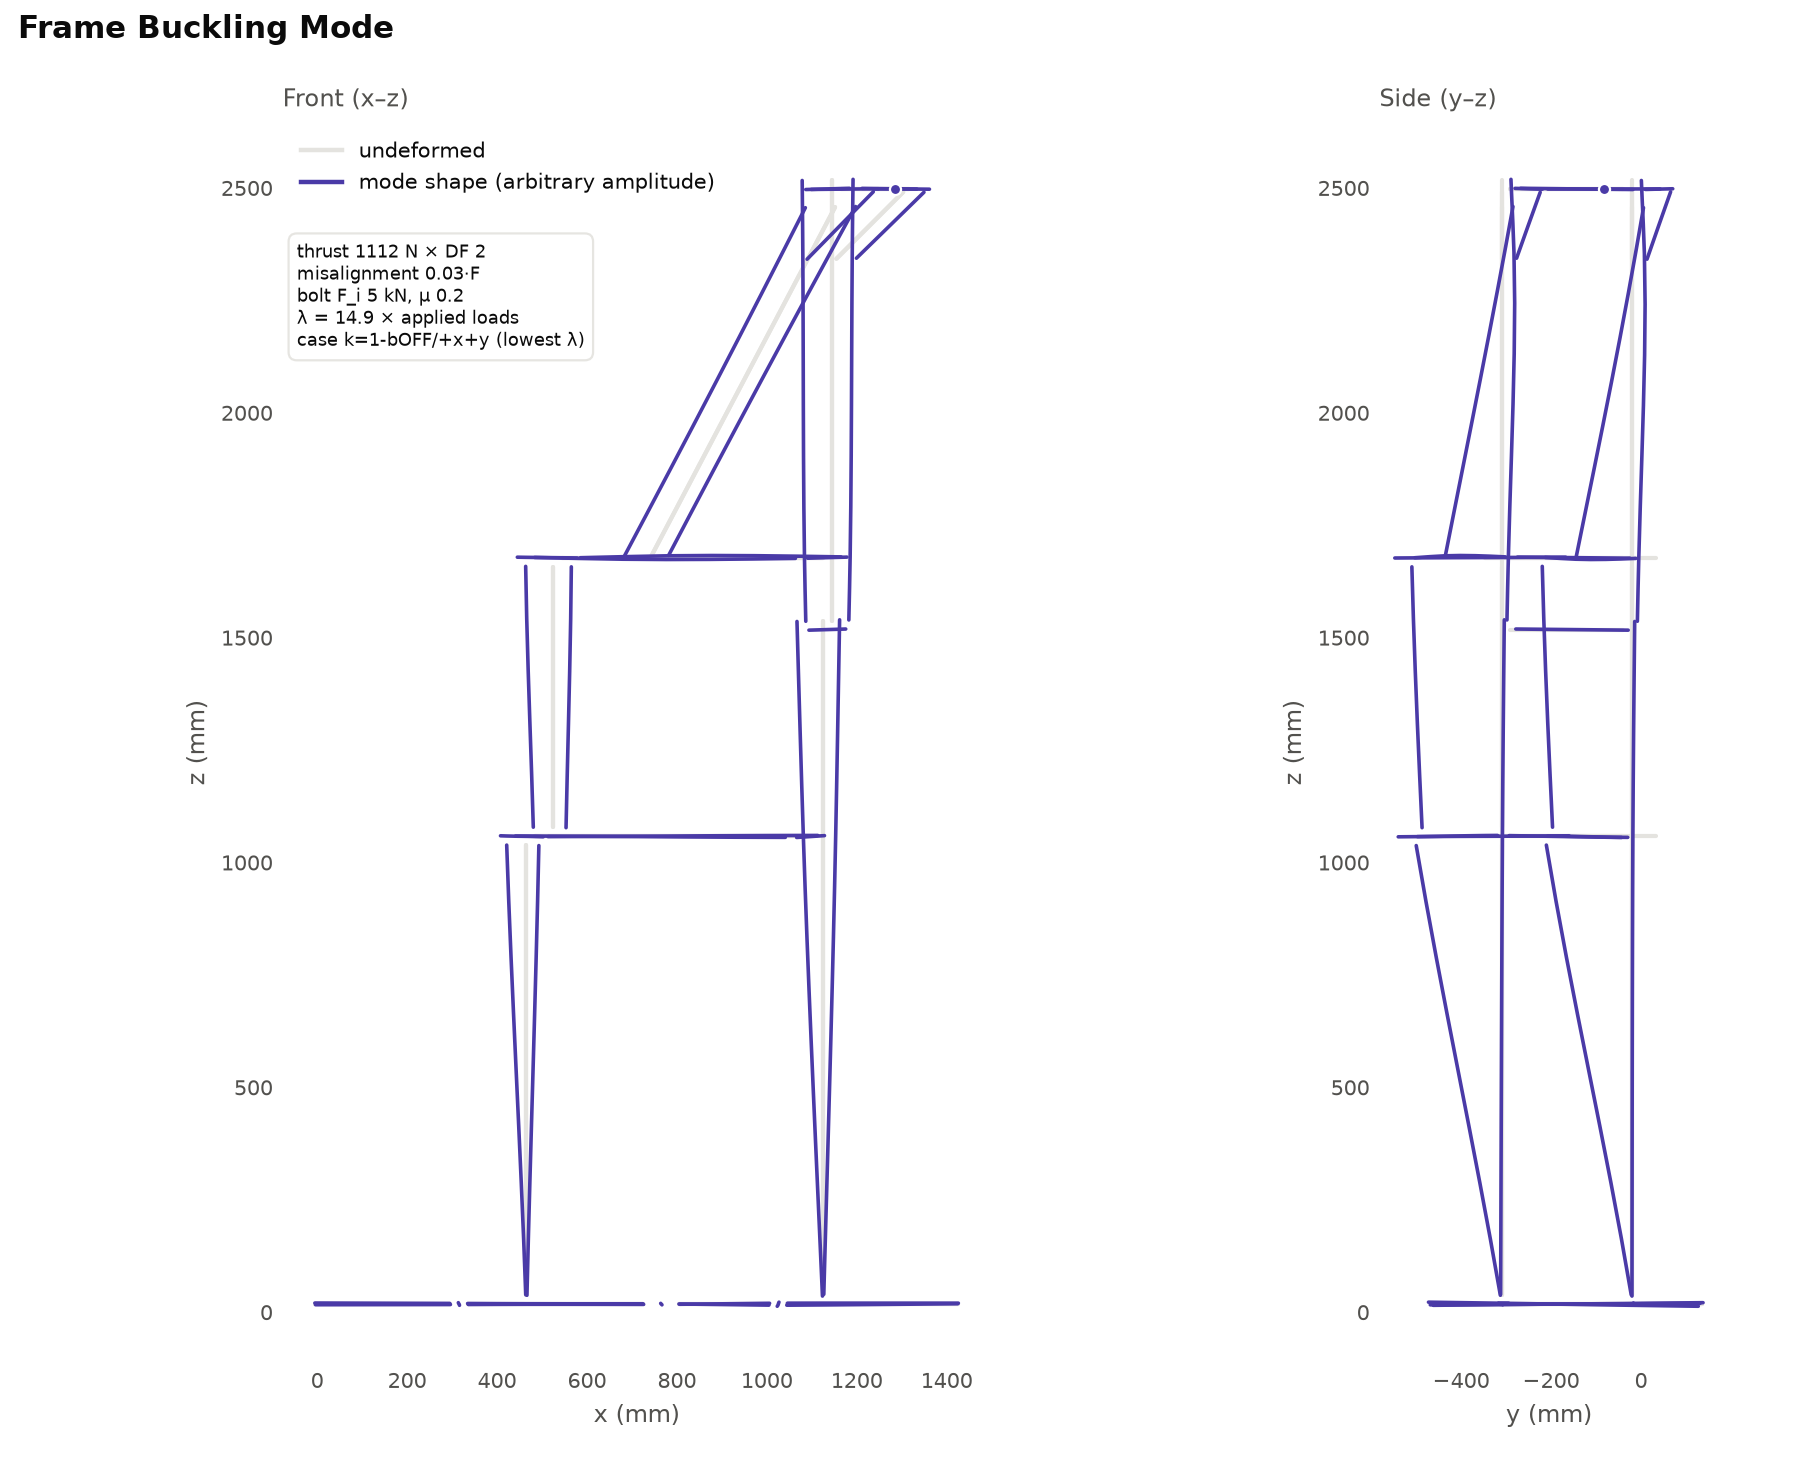 Frame Buckling Mode
Front (x–z)
undeformed
mode shape (arbitrary amplitude)
thrust 1112 N × DF 2
misalignment 0.03·F
bolt F_i 5 kN, μ 0.2
λ = 14.9 × applied loads
case k=1-bOFF/+x+y (lowest λ)
2500
2000
1500
1000
500
0
z (mm)
0 200 400 600 800 1000 1200 1400
x (mm)
Side (y–z)
2500
2000
1500
1000
500
0
z (mm)
−400 −200 0
y (mm)